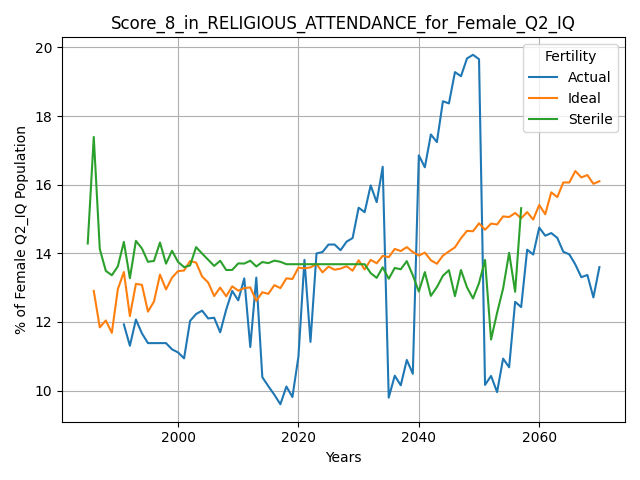 Score_8_in_RELIGIOUS_ATTENDANCE_for_Female_Q2_IQ
Fertility
Actual
Ideal
Sterile
% of Female Q2_IQ Population
20
18
16
14
12
10
2000
2020
2040
2060
Years